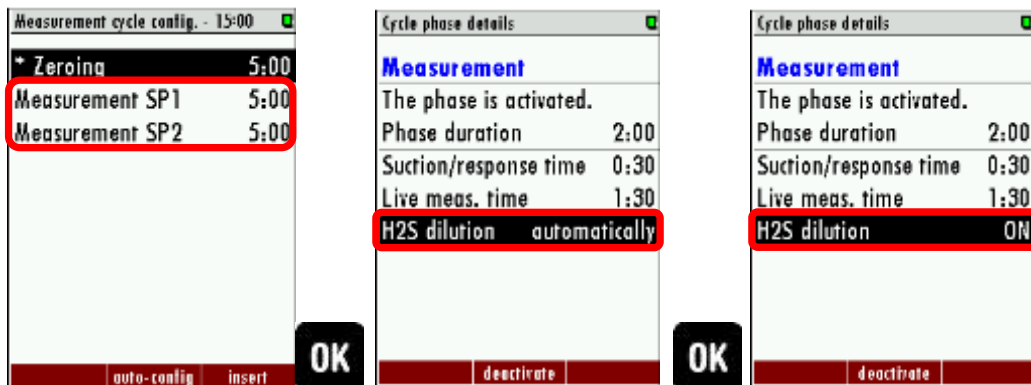 Measurement cycle config. - 15:00
* Zeroing 5:00
Measurement SP1 5:00
Measurement SP2 5:00
auto-config insert
OK
Cycle phase details
Measurement
The phase is activated.
Phase duration 2:00
Suction/response time 0:30
Live meas. time 1:30
H2S dilution automatically
deactivate
OK
Cycle phase details
Measurement
The phase is activated.
Phase duration 2:00
Suction/response time 0:30
Live meas. time 1:30
H2S dilution ON
deactivate